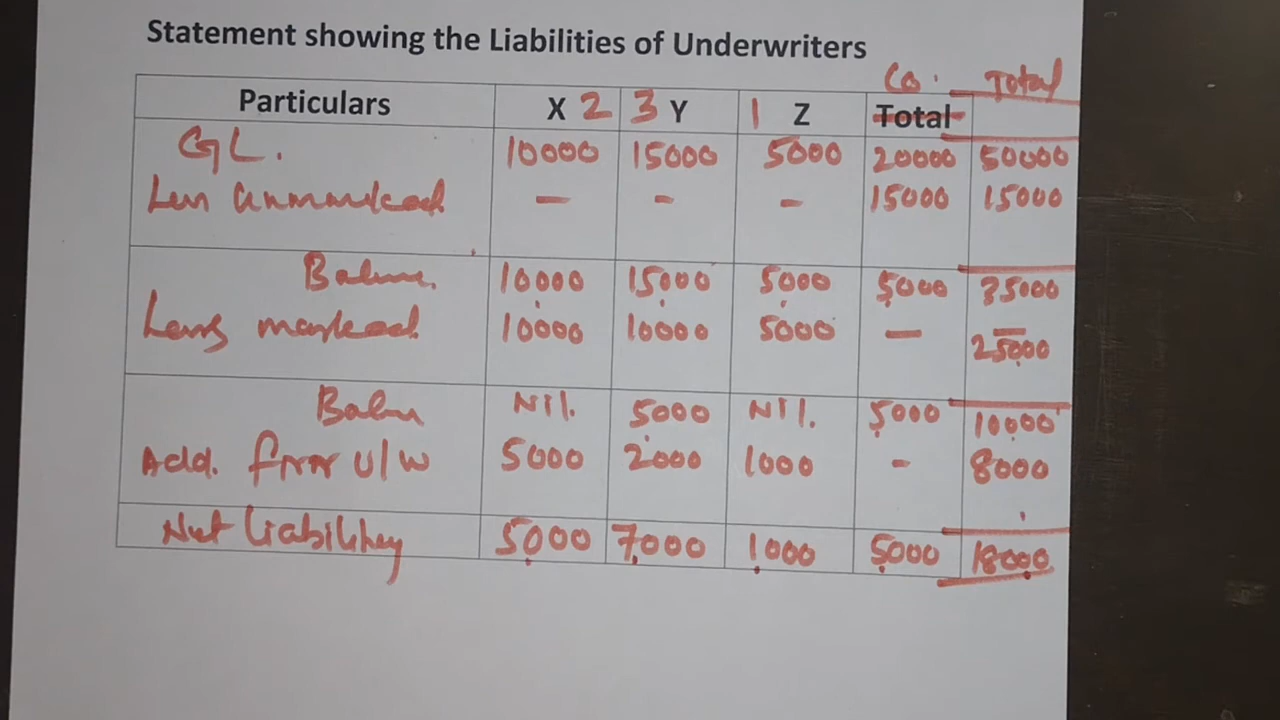 Statement showing the Liabilities of Underwriters
Co. Total
Particulars X 2 3 Y 1 Z Total
GL. 10000 15000 5000 20000 50000
Less Unmarked - - - 15000 15000
Balance. 10000 15000 5000 5000 35000
Less marked 10000 10000 5000 - 25000
Balan Nil. 5000 Nil. 5000 10000
Add. firm U/W 5000 2000 1000 - 8000
Net liability 5000 7000 1000 5000 18000